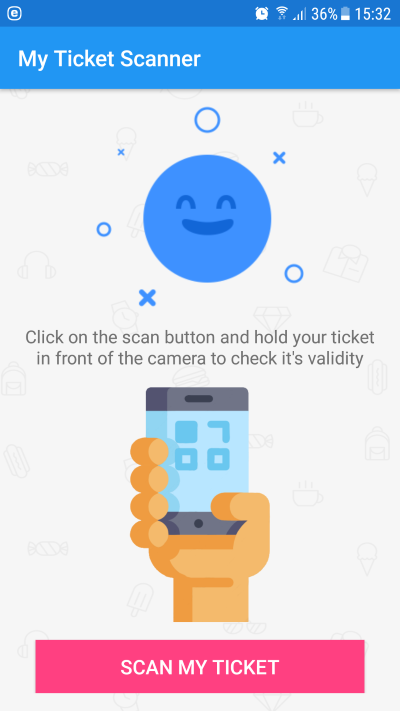 36% 15:32
My Ticket Scanner
Click on the scan button and hold your ticket
in front of the camera to check it's validity
SCAN MY TICKET